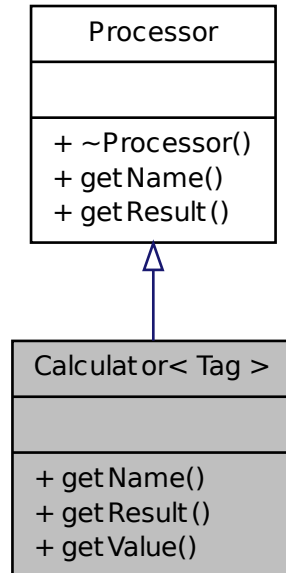 Processor
+ ~Processor()
+ getName()
+ getResult()
Calculator< Tag >
+ getName()
+ getResult()
+ getValue()